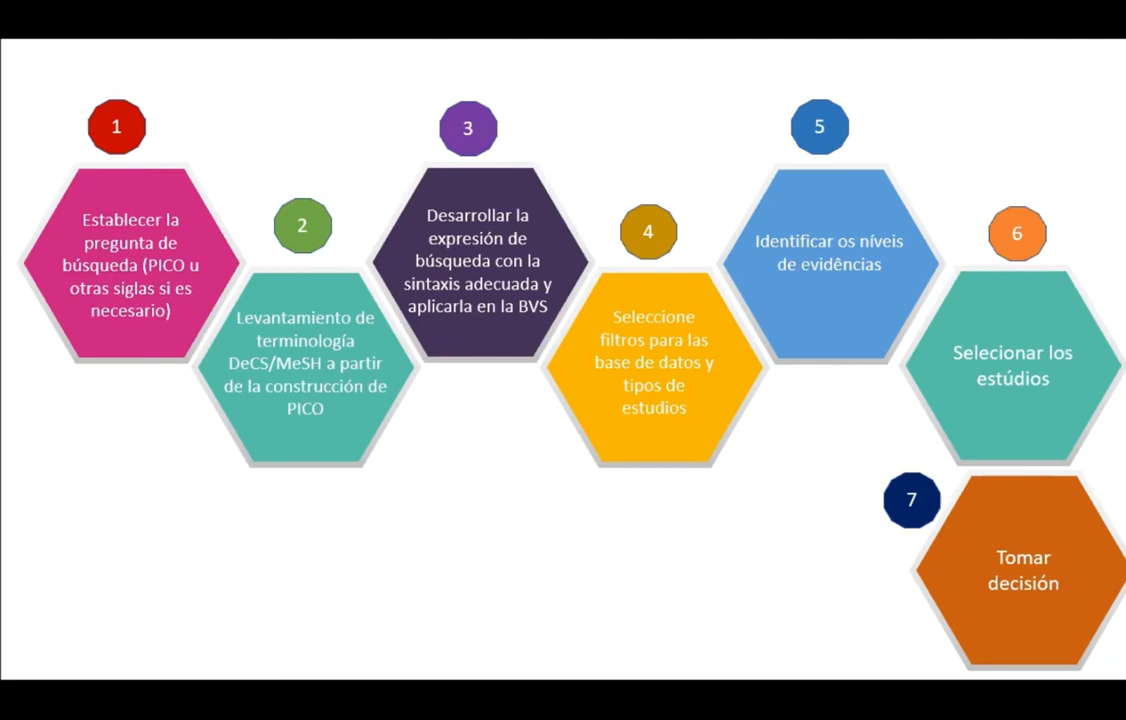 1
Establecer la
pregunta de
búsqueda (PICO u
otras siglas si es
necesario)
2
Levantamiento de
terminología
DeCS/MeSH a partir
de la construcción de
PICO
3
Desarrollar la
expresión de
búsqueda con la
sintaxis adecuada y
aplicarla en la BVS
4
Seleccione
filtros para las
base de datos y
tipos de
estudios
5
Identificar os níveis
de evidências
6
Selecionar los
estúdios
7
Tomar
decisión